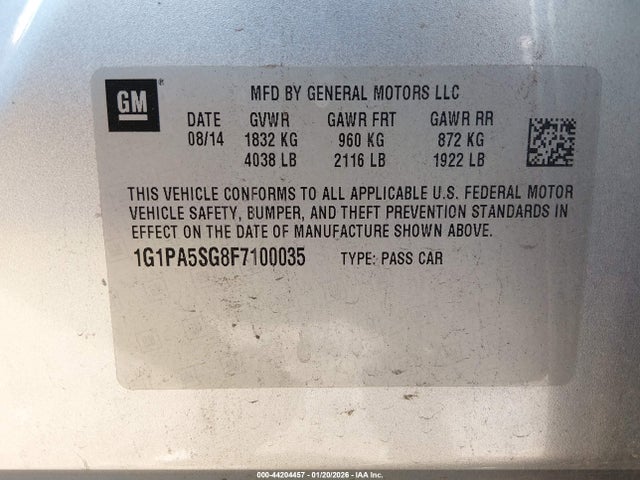 GM ®
MFD BY GENERAL MOTORS LLC
DATE GVWR GAWR FRT GAWR RR
08/14 1832 KG 960 KG 872 KG
4038 LB 2116 LB 1922 LB
THIS VEHICLE CONFORMS TO ALL APPLICABLE U.S. FEDERAL MOTOR
VEHICLE SAFETY, BUMPER, AND THEFT PREVENTION STANDARDS IN
EFFECT ON THE DATE OF MANUFACTURE SHOWN ABOVE.
1G1PA5SG8F7100035 TYPE: PASS CAR
000-44204457 - 01/20/2026 - IAA Inc.